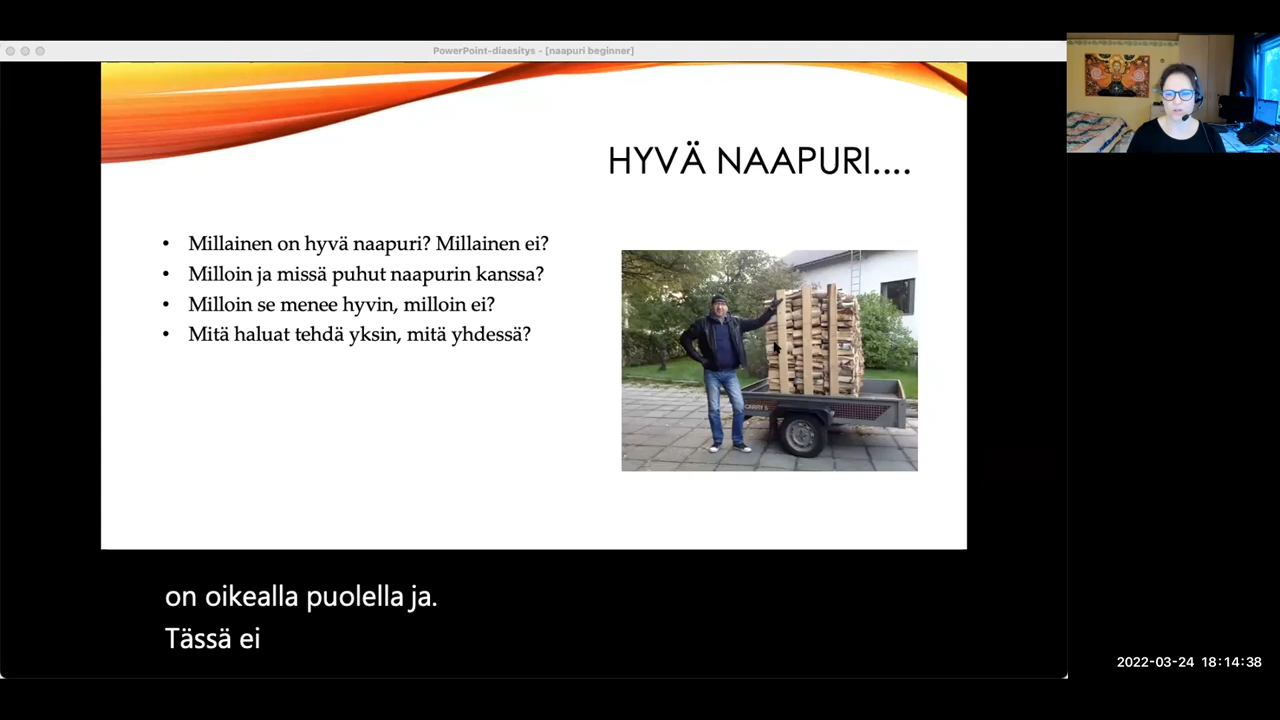 PowerPoint-diaesitys - [naapuri beginner]
HYVÄ NAAPURI....
• Millainen on hyvä naapuri? Millainen ei?
• Milloin ja missä puhut naapurin kanssa?
• Milloin se menee hyvin, milloin ei?
• Mitä haluat tehdä yksin, mitä yhdessä?
CARRY S
on oikealla puolella ja.
Tässä ei
2022-03-24 18:14:38